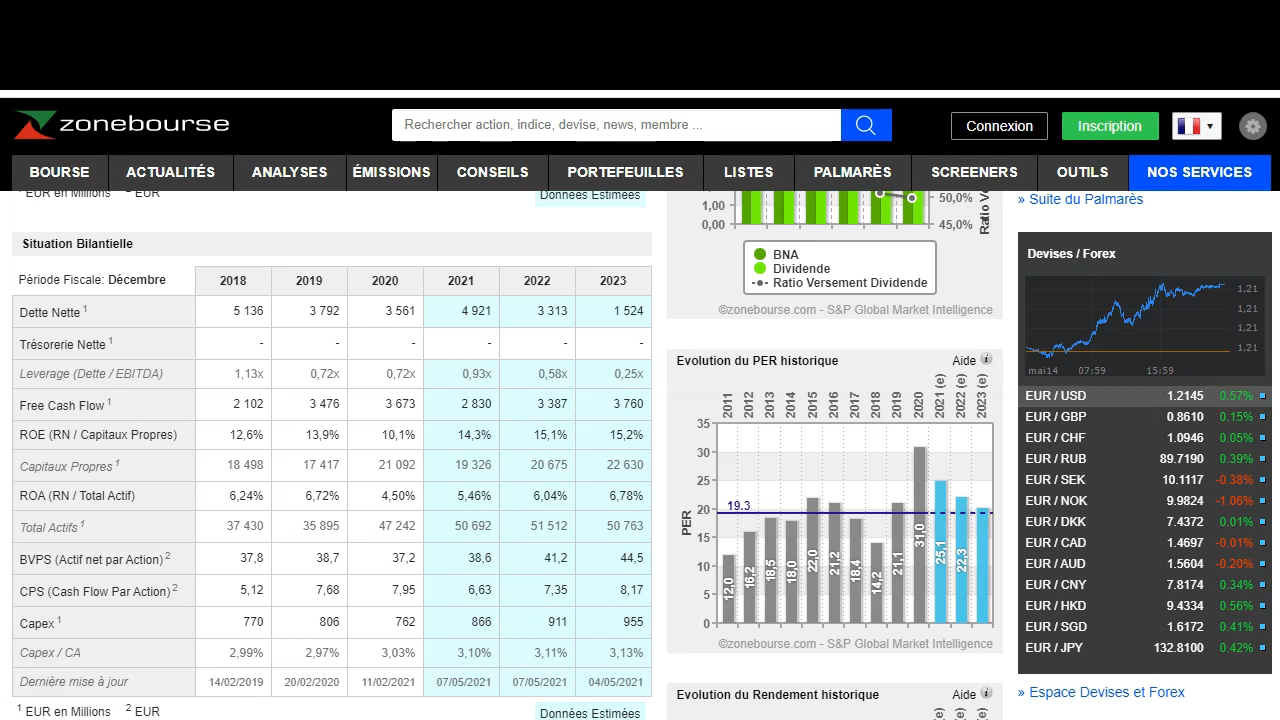 zonebourse
Rechercher action, indice, devise, news, membre ...
Connexion
Inscription
BOURSE ACTUALITÉS ANALYSES ÉMISSIONS CONSEILS PORTEFEUILLES LISTES PALMARÈS SCREENERS OUTILS NOS SERVICES
1 EUR en Millions 2 EUR
Données Estimées
Situation Bilantielle
Période Fiscale: Décembre 2018 2019 2020 2021 2022 2023
Dette Nette 1 5 136 3 792 3 561 4 921 3 313 1 524
Trésorerie Nette 1 - - - - - -
Leverage (Dette / EBITDA) 1,13x 0,72x 0,72x 0,93x 0,58x 0,25x
Free Cash Flow 1 2 102 3 476 3 673 2 830 3 387 3 760
ROE (RN / Capitaux Propres) 12,6% 13,9% 10,1% 14,3% 15,1% 15,2%
Capitaux Propres 1 18 498 17 417 21 092 19 326 20 675 22 630
ROA (RN / Total Actif) 6,24% 6,72% 4,50% 5,46% 6,04% 6,78%
Total Actifs 1 37 430 35 895 47 242 50 692 51 512 50 763
BVPS (Actif net par Action) 2 37,8 38,7 37,2 38,6 41,2 44,5
CPS (Cash Flow Par Action) 2 5,12 7,68 7,95 6,63 7,35 8,17
Capex 1 770 806 762 866 911 955
Capex / CA 2,99% 2,97% 3,03% 3,10% 3,11% 3,13%
Dernière mise à jour 14/02/2019 20/02/2020 11/02/2021 07/05/2021 07/05/2021 04/05/2021
1 EUR en Millions 2 EUR
Données Estimées
1,00
0,00
50,0%
45,0%
BNA
Dividende
Ratio Versement Dividende
©zonebourse.com - S&P Global Market Intelligence
Evolution du PER historique
Aide
2011 2012 2013 2014 2015 2016 2017 2018 2019 2020 2021 (e) 2022 (e) 2023 (e)
35
30
25
20
15
10
5
0
PER
19.3
12,0 16,2 18,5 18,0 22,0 21,2 18,4 14,2 21,1 31,0 25,1 22,3
©zonebourse.com - S&P Global Market Intelligence
Evolution du Rendement historique
Aide
» Suite du Palmarès
Devises / Forex
1,21
1,21
1,21
1,21
mai14 07:59 15:59
EUR / USD 1.2145 0.57%
EUR / GBP 0.8610 0.15%
EUR / CHF 1.0946 0.05%
EUR / RUB 89.7190 0.39%
EUR / SEK 10.1117 -0.38%
EUR / NOK 9.9824 -1.06%
EUR / DKK 7.4372 0.01%
EUR / CAD 1.4697 -0.01%
EUR / AUD 1.5604 -0.20%
EUR / CNY 7.8174 0.34%
EUR / HKD 9.4334 0.56%
EUR / SGD 1.6172 0.41%
EUR / JPY 132.8100 0.42%
» Espace Devises et Forex